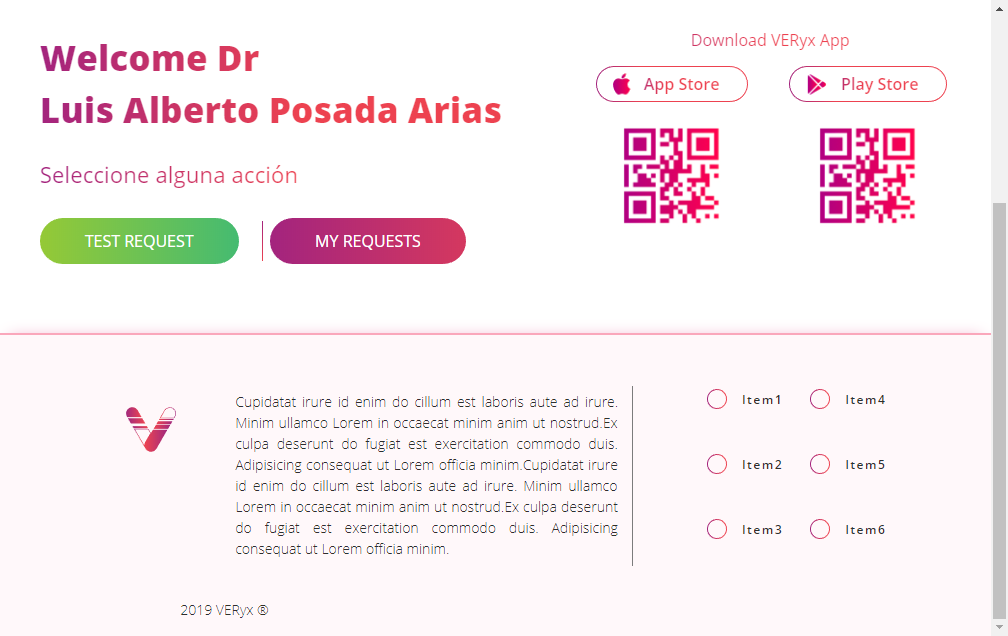 Welcome Dr
Luis Alberto Posada Arias
Seleccione alguna acción
TEST REQUEST
MY REQUESTS
Download VERyx App
App Store
Play Store
Cupidatat irure id enim do cillum est laboris aute ad irure.
Minim ullamco Lorem in occaecat minim anim ut nostrud.Ex
culpa deserunt do fugiat est exercitation commodo duis.
Adipisicing consequat ut Lorem officia minim.Cupidatat irure
id enim do cillum est laboris aute ad irure. Minim ullamco
Lorem in occaecat minim anim ut nostrud.Ex culpa deserunt
do fugiat est exercitation commodo duis. Adipisicing
consequat ut Lorem officia minim.
Item1
Item4
Item2
Item5
Item3
Item6
2019 VERyx ®